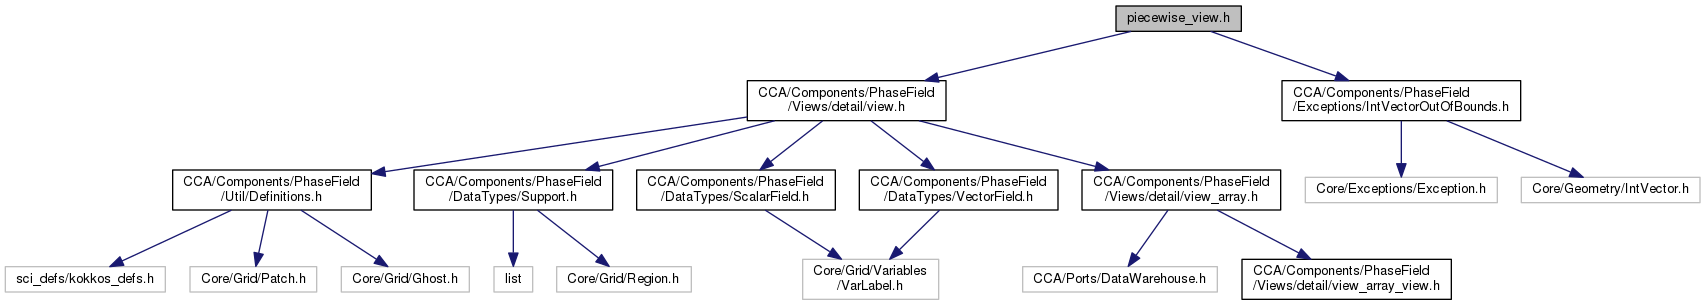 piecewise_view.h
CCA/Components/PhaseField
/Views/detail/view.h
CCA/Components/PhaseField
/Exceptions/IntVectorOutOfBounds.h
CCA/Components/PhaseField
/Util/Definitions.h
CCA/Components/PhaseField
/DataTypes/Support.h
CCA/Components/PhaseField
/DataTypes/ScalarField.h
CCA/Components/PhaseField
/DataTypes/VectorField.h
CCA/Components/PhaseField
/Views/detail/view_array.h
Core/Exceptions/Exception.h
Core/Geometry/IntVector.h
sci_defs/kokkos_defs.h
Core/Grid/Patch.h
Core/Grid/Ghost.h
list
Core/Grid/Region.h
Core/Grid/Variables
/VarLabel.h
CCA/Ports/DataWarehouse.h
CCA/Components/PhaseField
/Views/detail/view_array_view.h